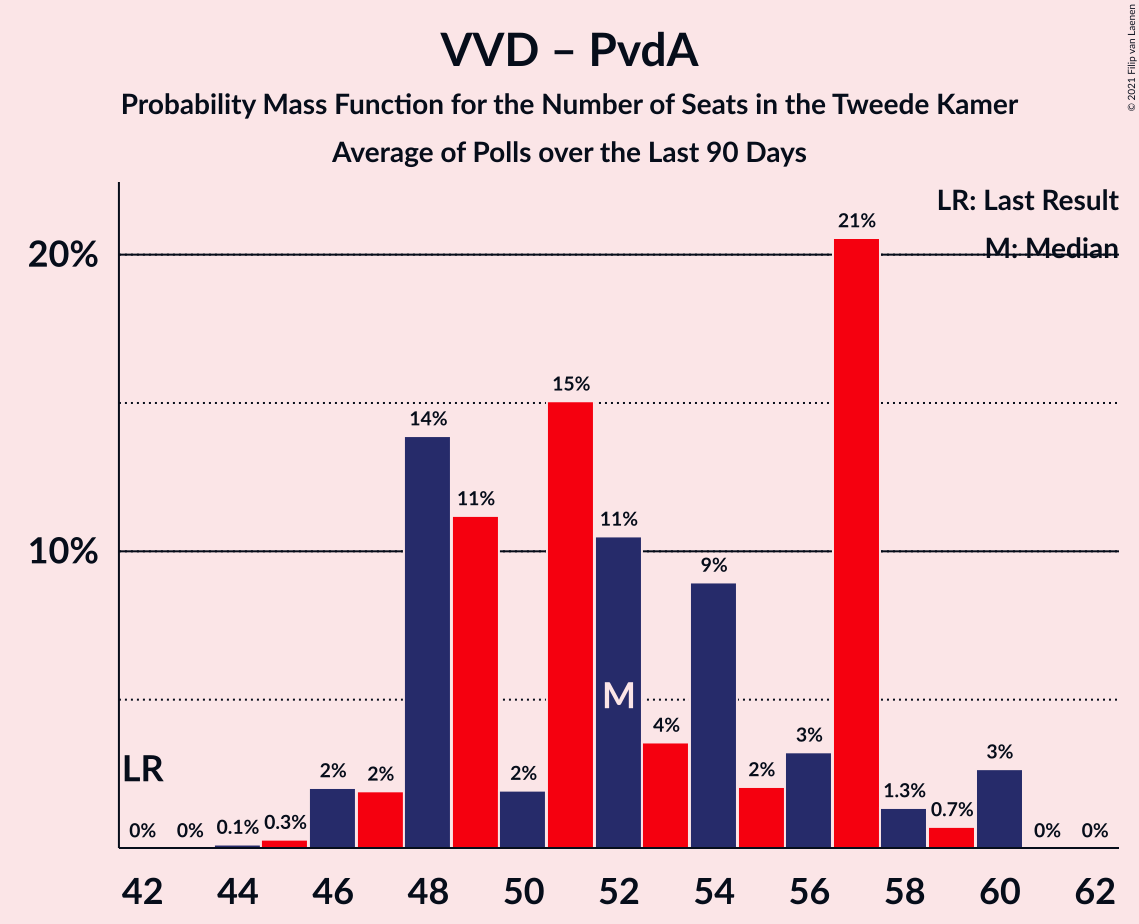 VVD – PvdA
Probability Mass Function for the Number of Seats in the Tweede Kamer
Average of Polls over the Last 90 Days
© 2021 Filip van Laenen
LR: Last Result
M: Median
20%
10%
21%
15%
14%
11%
11%
9%
4%
3%
3%
2%
2%
2%
2%
1.3%
0.7%
0.3%
0.1%
0%
0%
0%
0%
LR
M
42 44 46 48 50 52 54 56 58 60 62